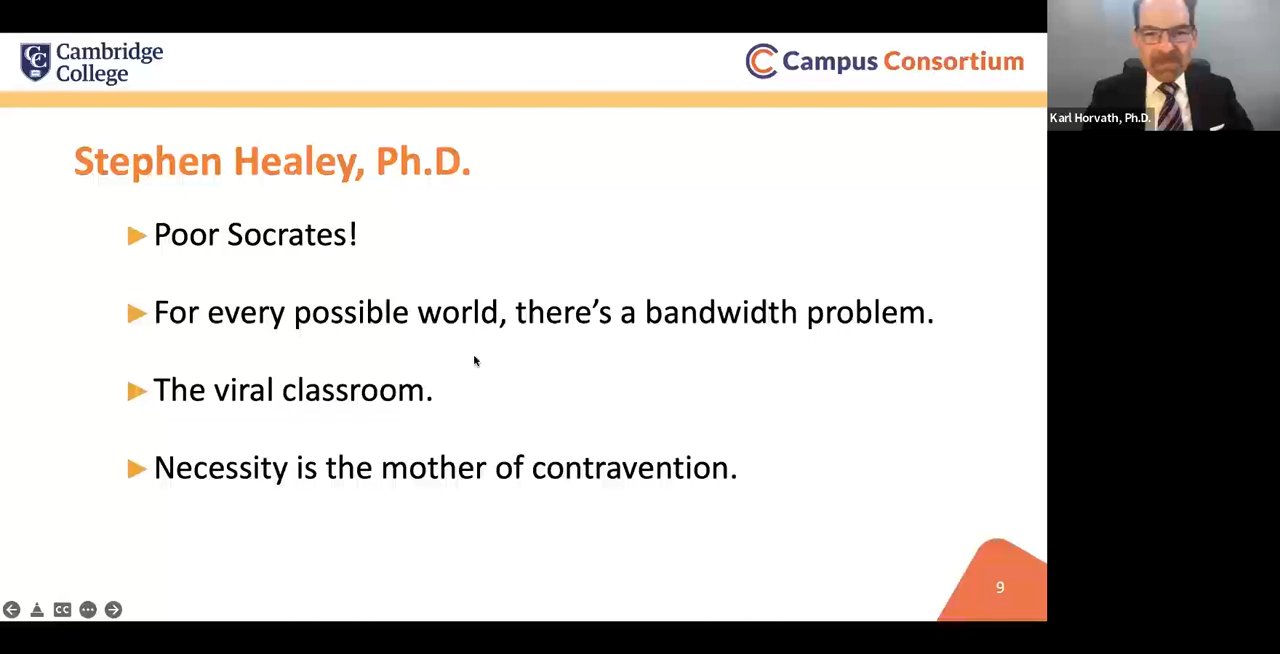 Cambridge
College
Campus Consortium
Karl Horvath, Ph.D.
Stephen Healey, Ph.D.
Poor Socrates!
For every possible world, there’s a bandwidth problem.
The viral classroom.
Necessity is the mother of contravention.
9
CC